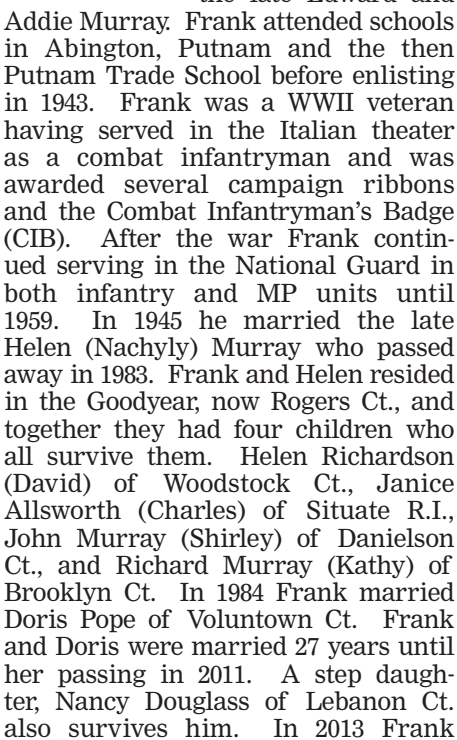 the late Edward and
Addie Murray. Frank attended schools
in Abington, Putnam and the then
Putnam Trade School before enlisting
in 1943. Frank was a WWII veteran
having served in the Italian theater
as a combat infantryman and was
awarded several campaign ribbons
and the Combat Infantryman's Badge
(CIB). After the war Frank contin-
ued serving in the National Guard in
both infantry and MP units until
1959. In 1945 he married the late
Helen (Nachyly) Murray who passed
away in 1983. Frank and Helen resided
in the Goodyear, now Rogers Ct., and
together they had four children who
all survive them. Helen Richardson
(David) of Woodstock Ct., Janice
Allsworth (Charles) of Situate R.I.,
John Murray (Shirley) of Danielson
Ct., and Richard Murray (Kathy) of
Brooklyn Ct. In 1984 Frank married
Doris Pope of Voluntown Ct. Frank
and Doris were married 27 years until
her passing in 2011. A step daugh-
ter, Nancy Douglass of Lebanon Ct.
also survives him. In 2013 Frank